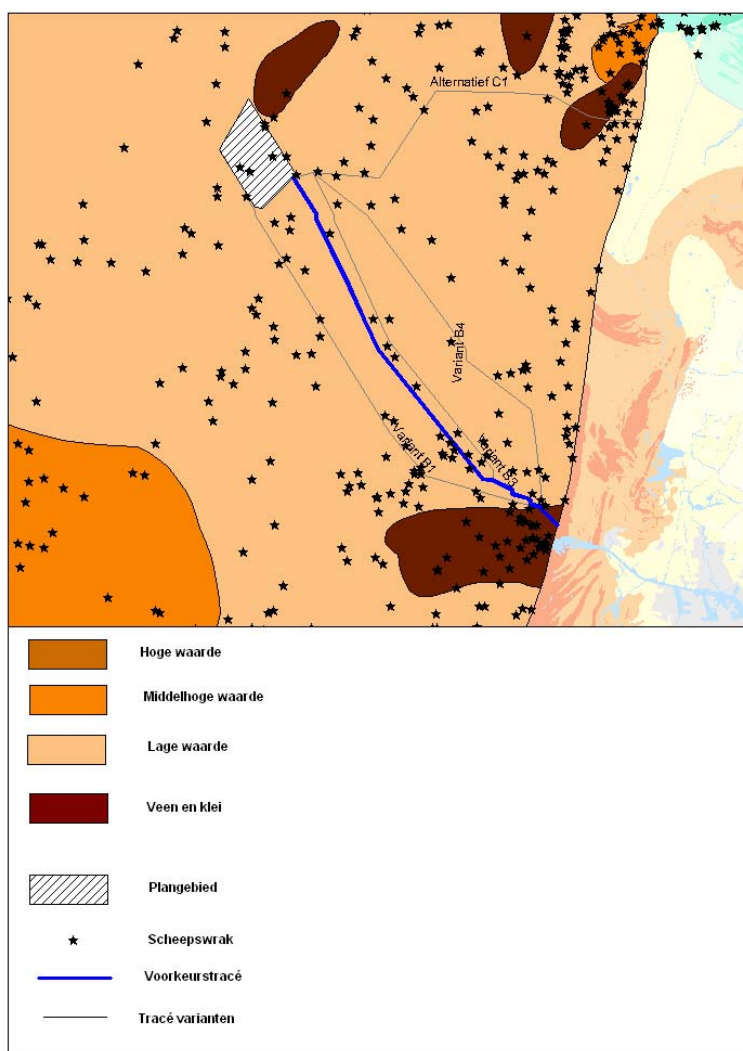 Alternatief C1
Variant B4
Variant B1
Variant B3
Hoge waarde
Middelhoge waarde
Lage waarde
Veen en klei
Plangebied
Scheepswrak
Voorkeurstracé
Tracé varianten